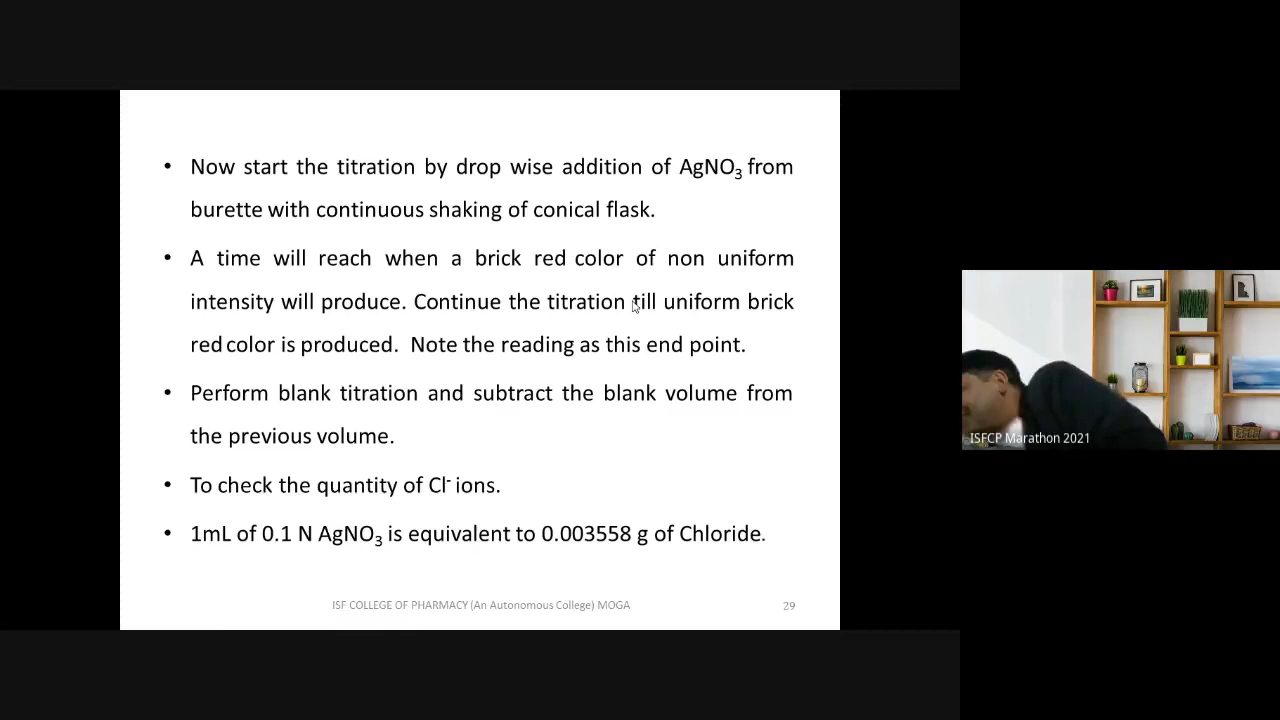 • Now start the titration by drop wise addition of AgNO₃ from
burette with continuous shaking of conical flask.
• A time will reach when a brick red color of non uniform
intensity will produce. Continue the titration till uniform brick
red color is produced. Note the reading as this end point.
• Perform blank titration and subtract the blank volume from
the previous volume.
• To check the quantity of Cl⁻ ions.
• 1mL of 0.1 N AgNO₃ is equivalent to 0.003558 g of Chloride.
ISF COLLEGE OF PHARMACY (An Autonomous College) MOGA 29
ISFCP Marathon 2021